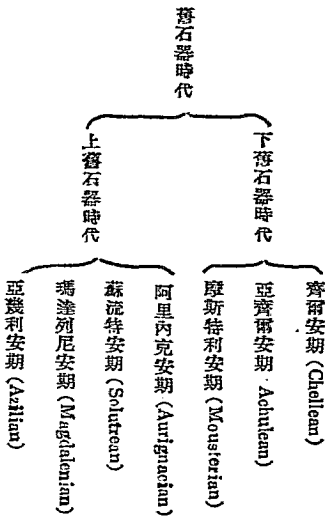 舊石器時代
下舊石器時代
齊爾安期 (Chellean)
亞齊爾安期 · Achulean)
摩斯特利安期 (Mousterian)
上舊石器時代
阿里內克安期 (Aurignacian)
蘇流特安期 (Solutrean)
瑪達列尼安期 (Magdalenian)
亞幾利安期 (Azilian)